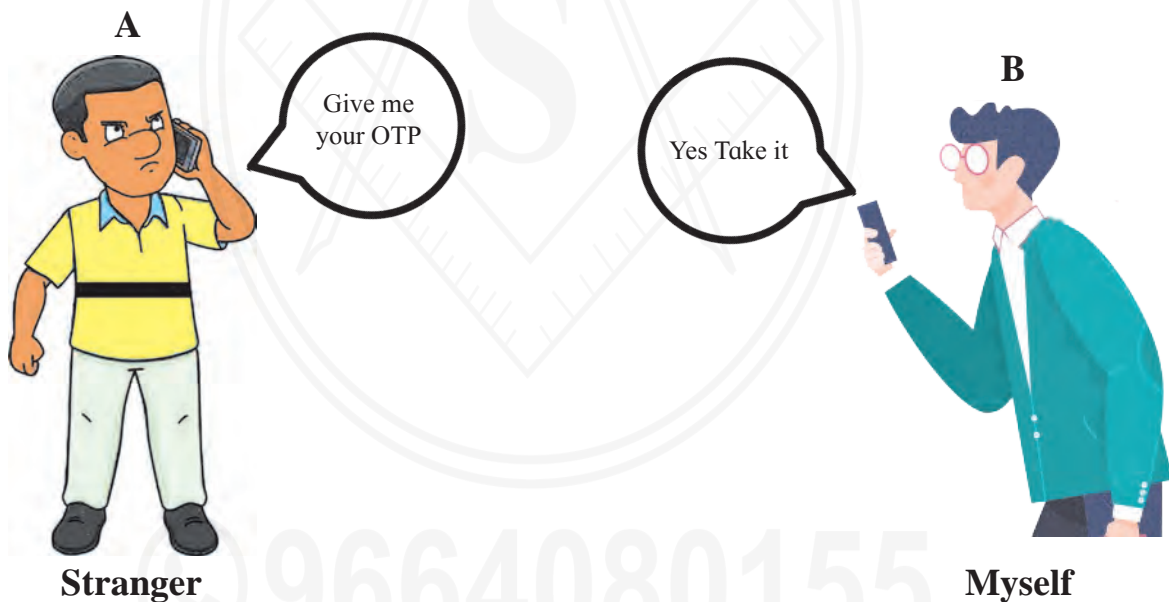 A
B
Give me
your OTP
Yes Take it
S
9664080155
Stranger
Myself